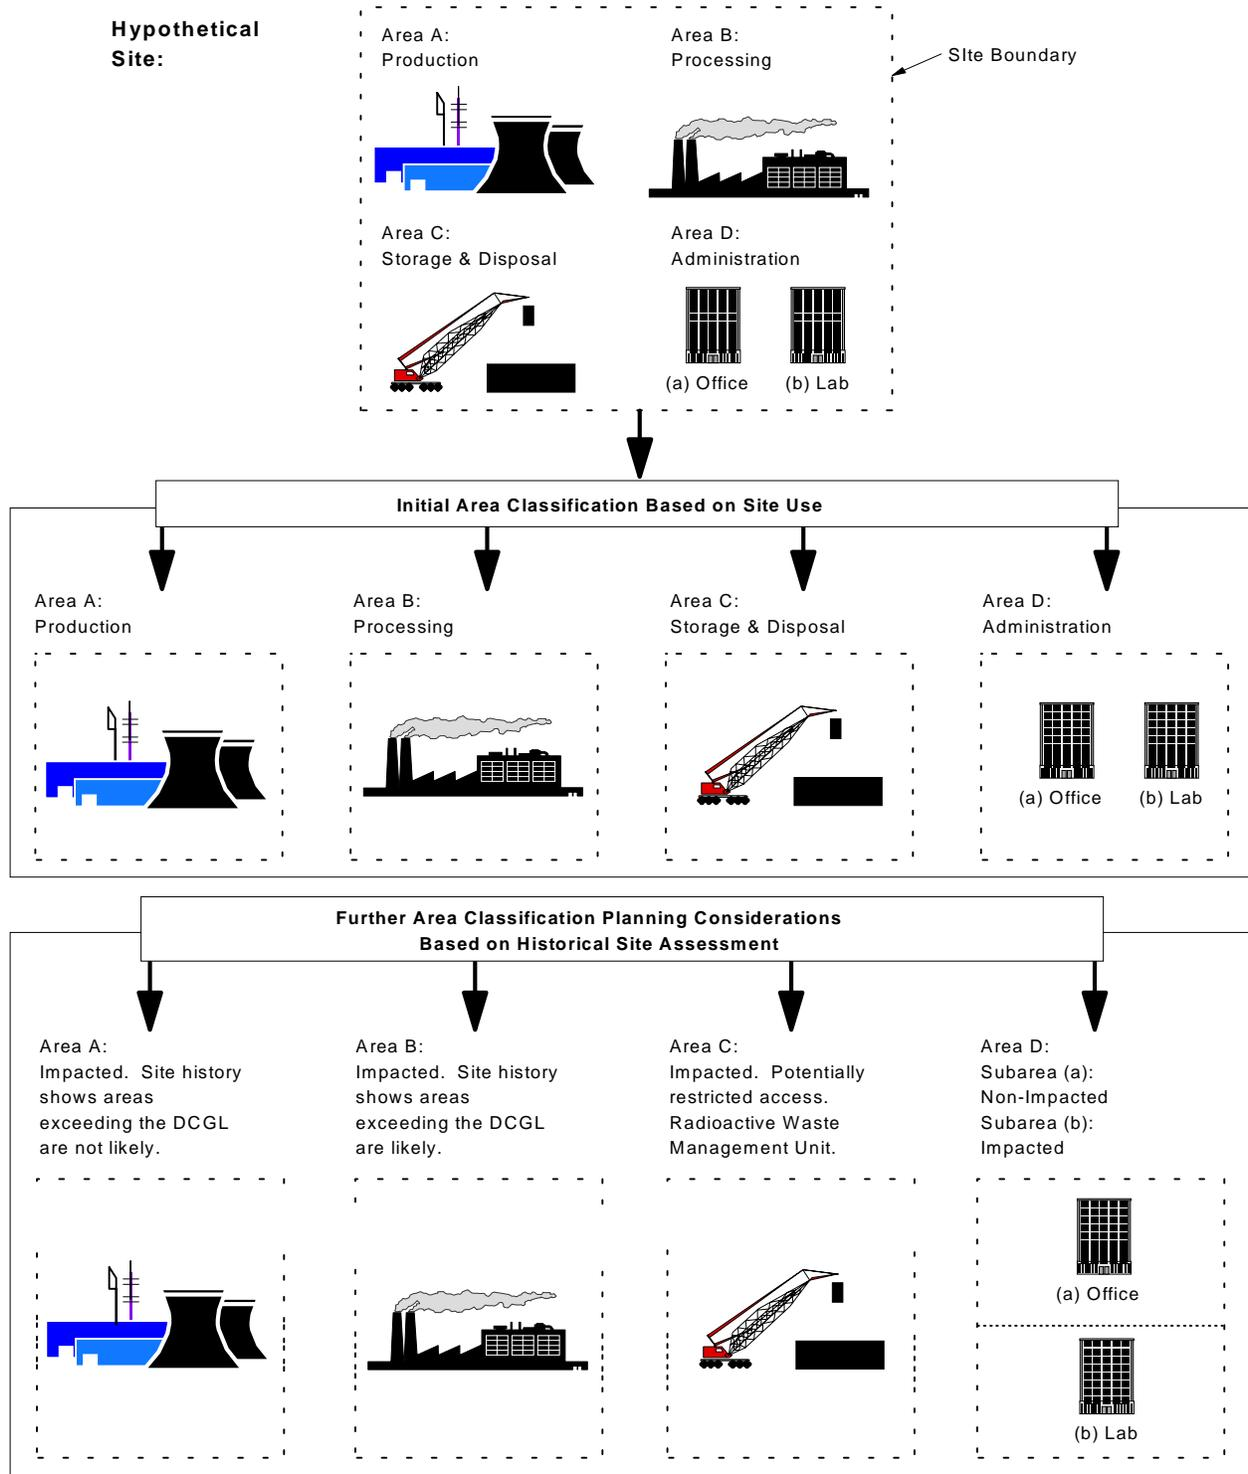 Hypothetical
Site:
Area A:
Production
Area B:
Processing
SIte Boundary
Area C:
Storage & Disposal
Area D:
Administration
(a) Office
(b) Lab
Initial Area Classification Based on Site Use
Area A:
Production
Area B:
Processing
Area C:
Storage & Disposal
Area D:
Administration
(a) Office
(b) Lab
Further Area Classification Planning Considerations
Based on Historical Site Assessment
Area A:
Impacted. Site history
shows areas
exceeding the DCGL
are not likely.
Area B:
Impacted. Site history
shows areas
exceeding the DCGL
are likely.
Area C:
Impacted. Potentially
restricted access.
Radioactive Waste
Management Unit.
Area D:
Subarea (a):
Non-Impacted
Subarea (b):
Impacted
(a) Office
(b) Lab